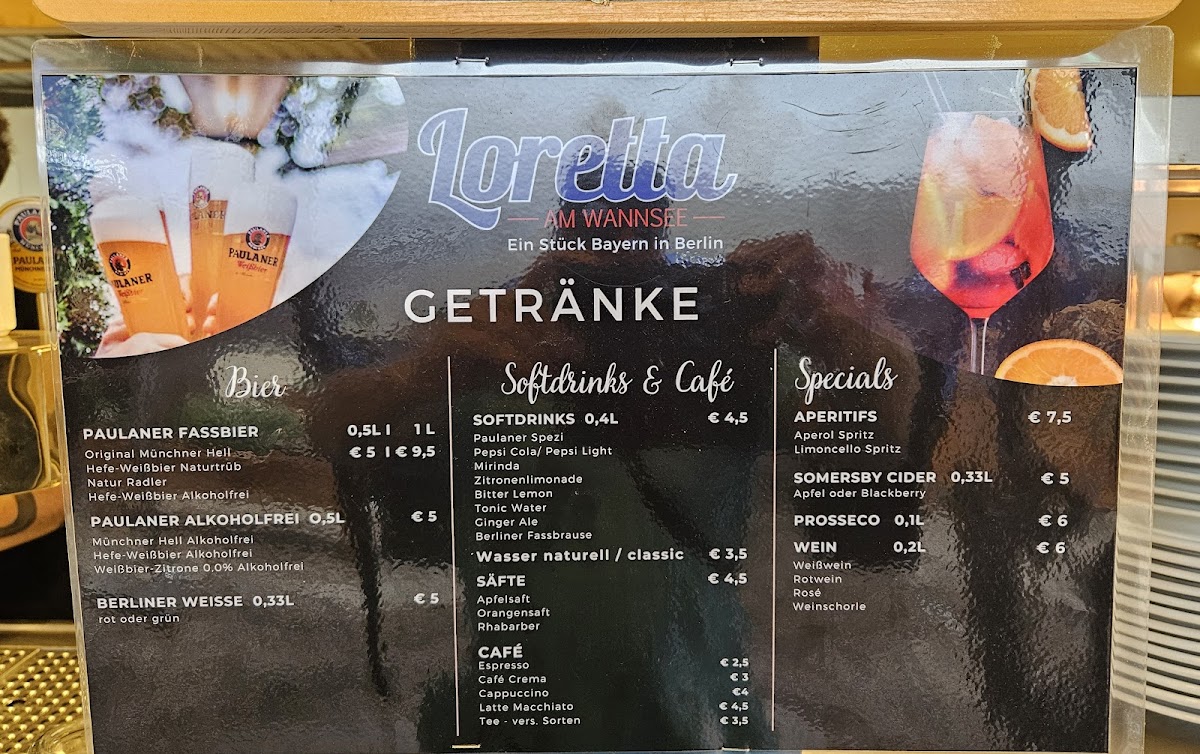 Loretta
AM WANNSEE
Ein Stück Bayern in Berlin
GETRÄNKE
PAULANER
PAULANER
Weißbier
PAULANER
Bier
PAULANER FASSBIER 0,5L I 1 L
Original Münchner Hell € 5 I € 9,5
Hefe-Weißbier Naturtrüb
Natur Radler
Hefe-Weißbier Alkoholfrei
PAULANER ALKOHOLFREI 0,5L € 5
Münchner Hell Alkoholfrei
Hefe-Weißbier Alkoholfrei
Weißbier-Zitrone 0,0% Alkoholfrei
BERLINER WEISSE 0,33L € 5
rot oder grün
Softdrinks & Café
SOFTDRINKS 0,4L € 4,5
Paulaner Spezi
Pepsi Cola/ Pepsi Light
Mirinda
Zitronenlimonade
Bitter Lemon
Tonic Water
Ginger Ale
Berliner Fassbrause
Wasser naturell / classic € 3,5
SÄFTE € 4,5
Apfelsaft
Orangensaft
Rhabarber
CAFÉ
Espresso € 2,5
Café Crema € 3
Cappuccino €4
Latte Macchiato € 4,5
Tee - vers. Sorten € 3,5
Specials
APERITIFS € 7,5
Aperol Spritz
Limoncello Spritz
SOMERSBY CIDER 0,33L € 5
Apfel oder Blackberry
PROSSECO 0,1L € 6
WEIN 0,2L € 6
Weißwein
Rotwein
Rosé
Weinschorle